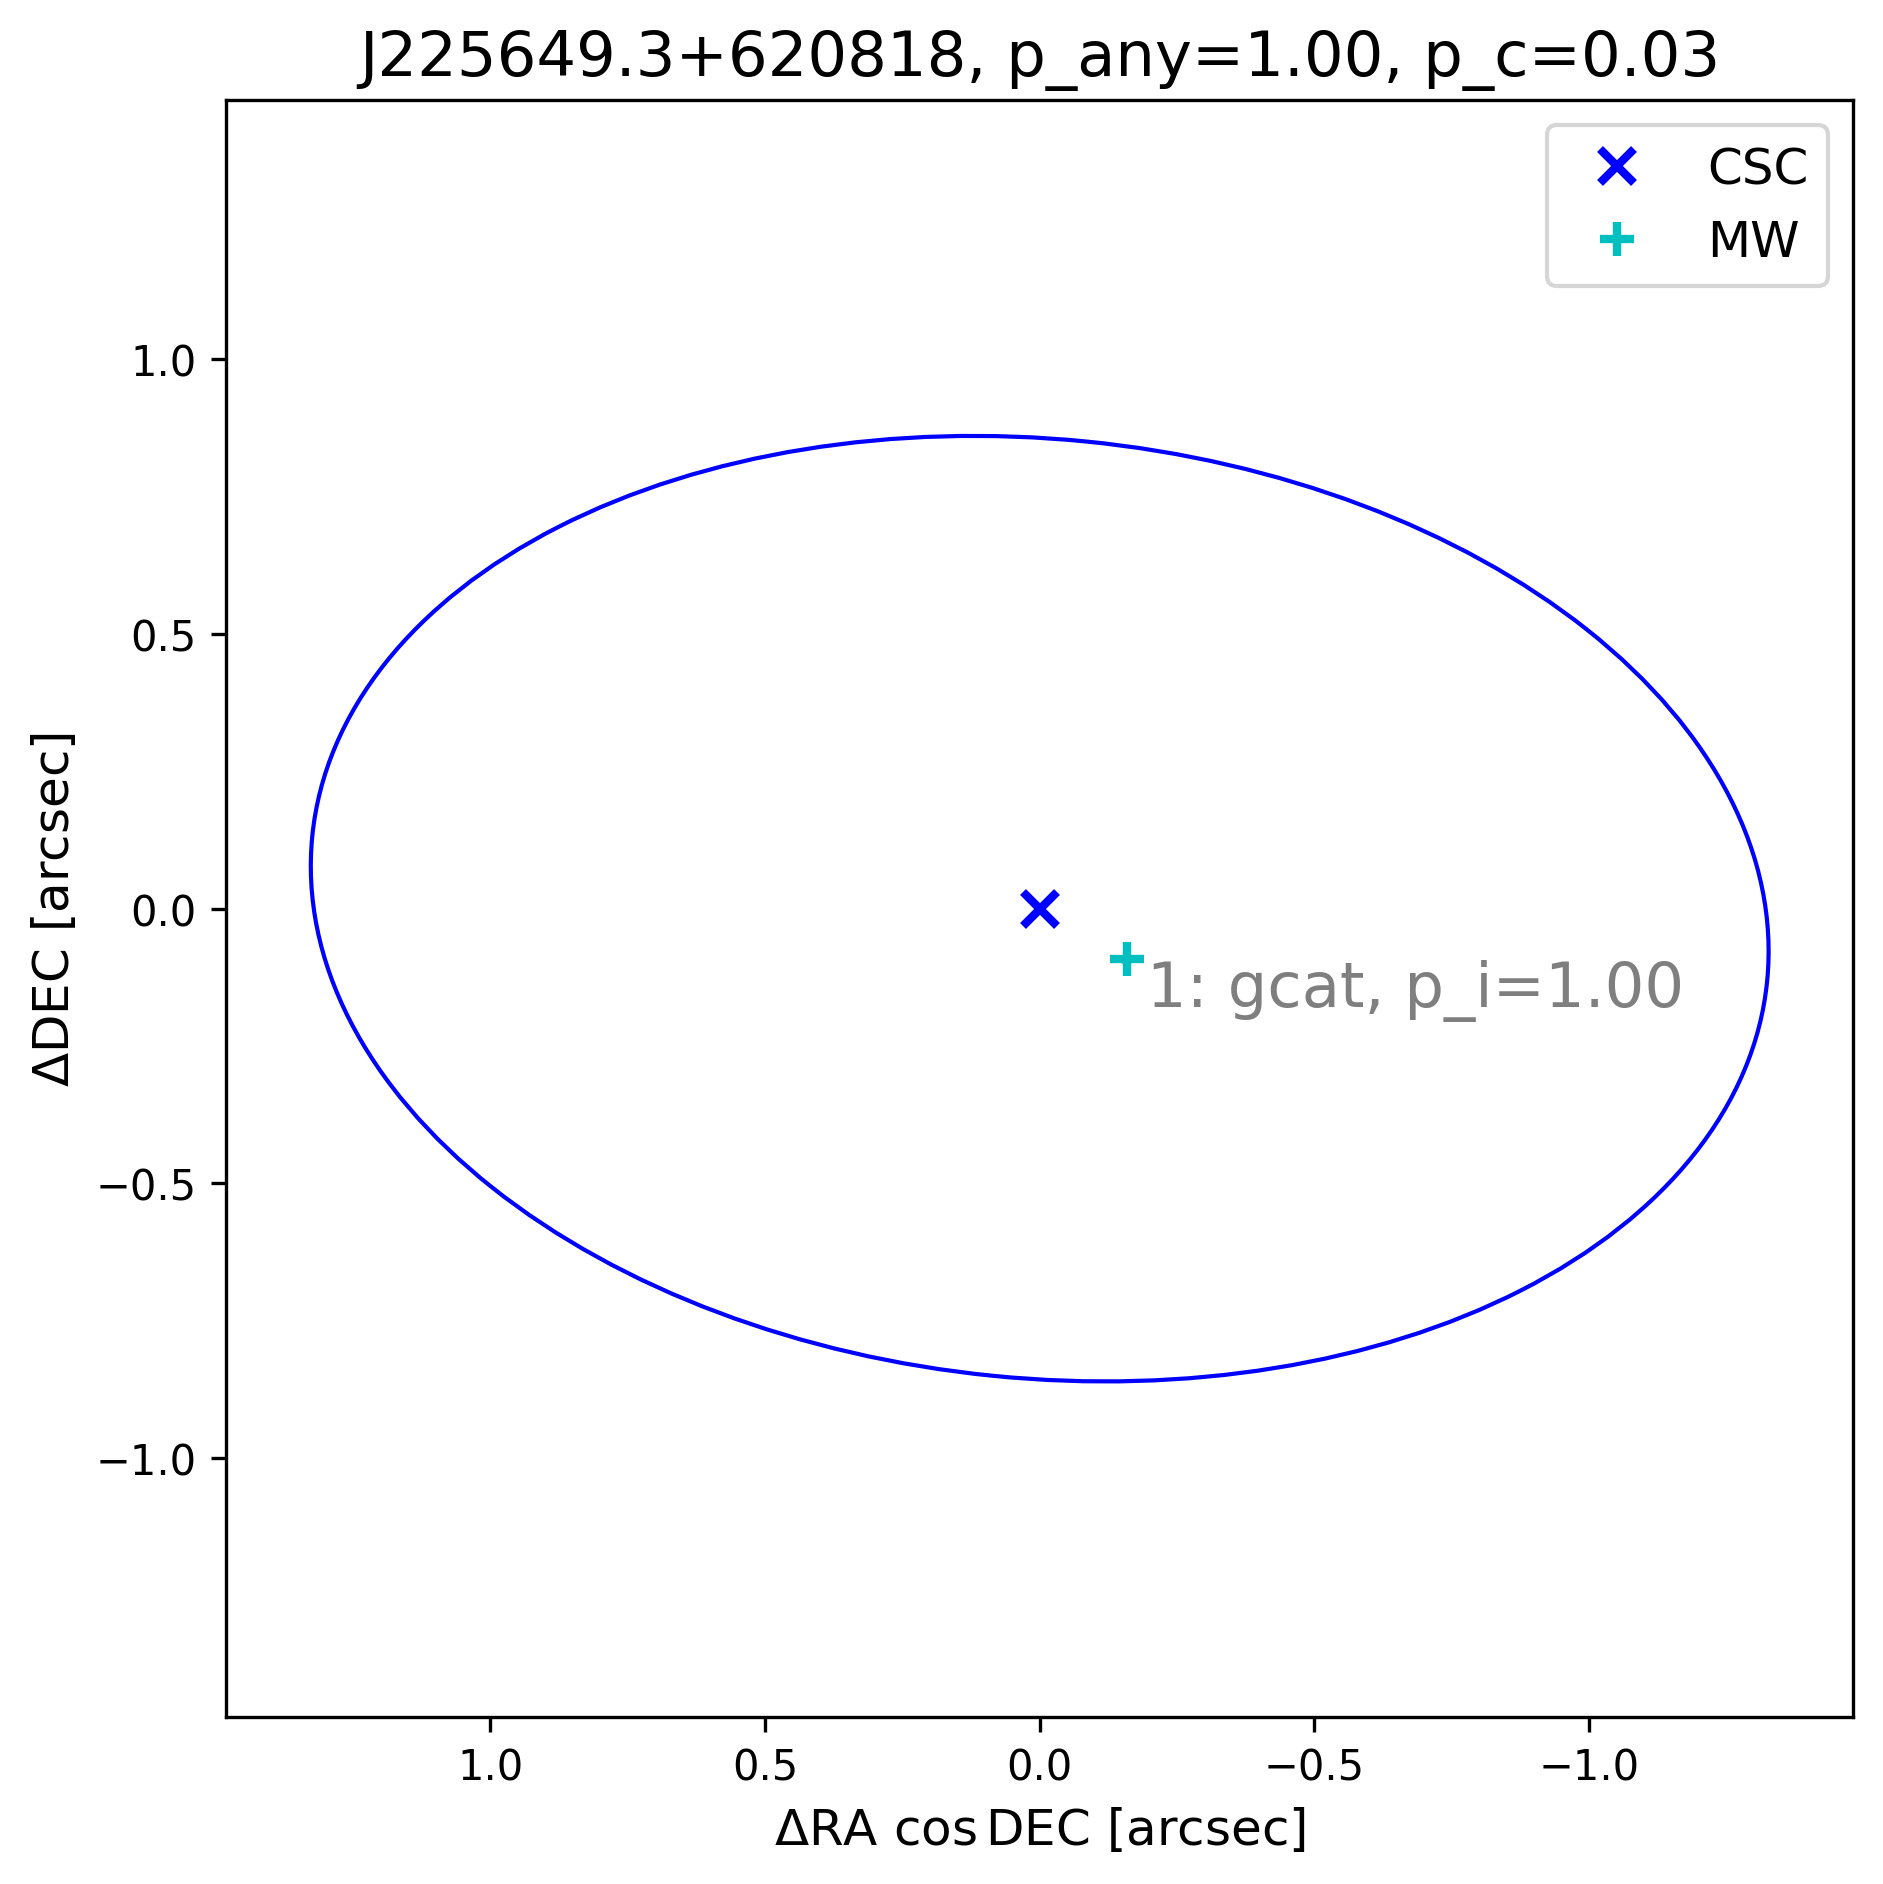 J225649.3+620818, p_any=1.00, p_c=0.03
CSC
MW
1.0
0.5
0.0
−0.5
−1.0
ΔDEC [arcsec]
1: gcat, p_i=1.00
1.0 0.5 0.0 −0.5 −1.0
ΔRA cos DEC [arcsec]